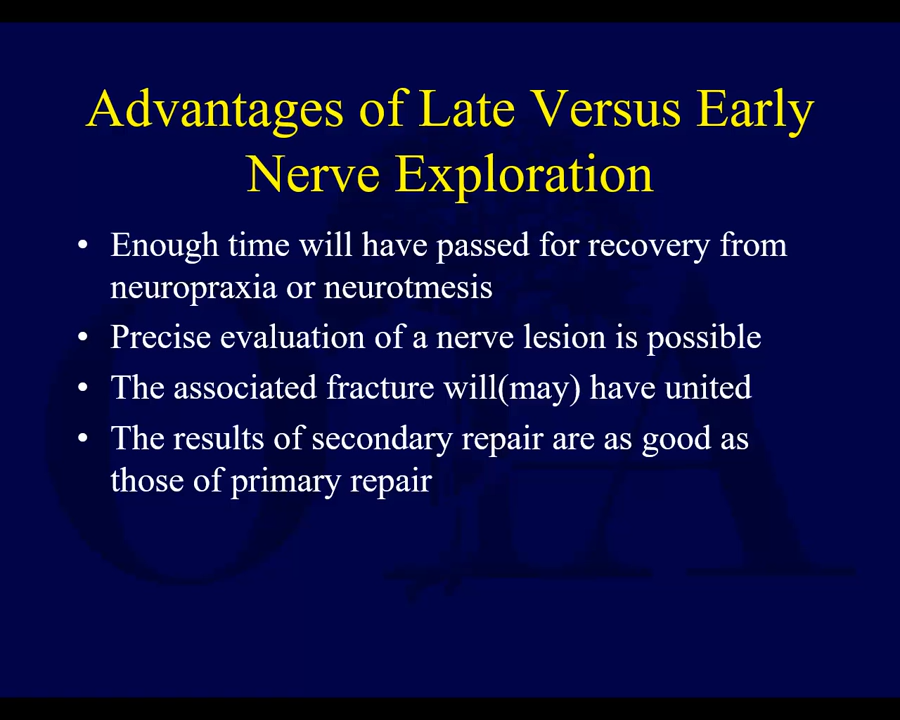 Advantages of Late Versus Early
Nerve Exploration
• Enough time will have passed for recovery from
neuropraxia or neurotmesis
• Precise evaluation of a nerve lesion is possible
• The associated fracture will(may) have united
• The results of secondary repair are as good as
those of primary repair
OTA